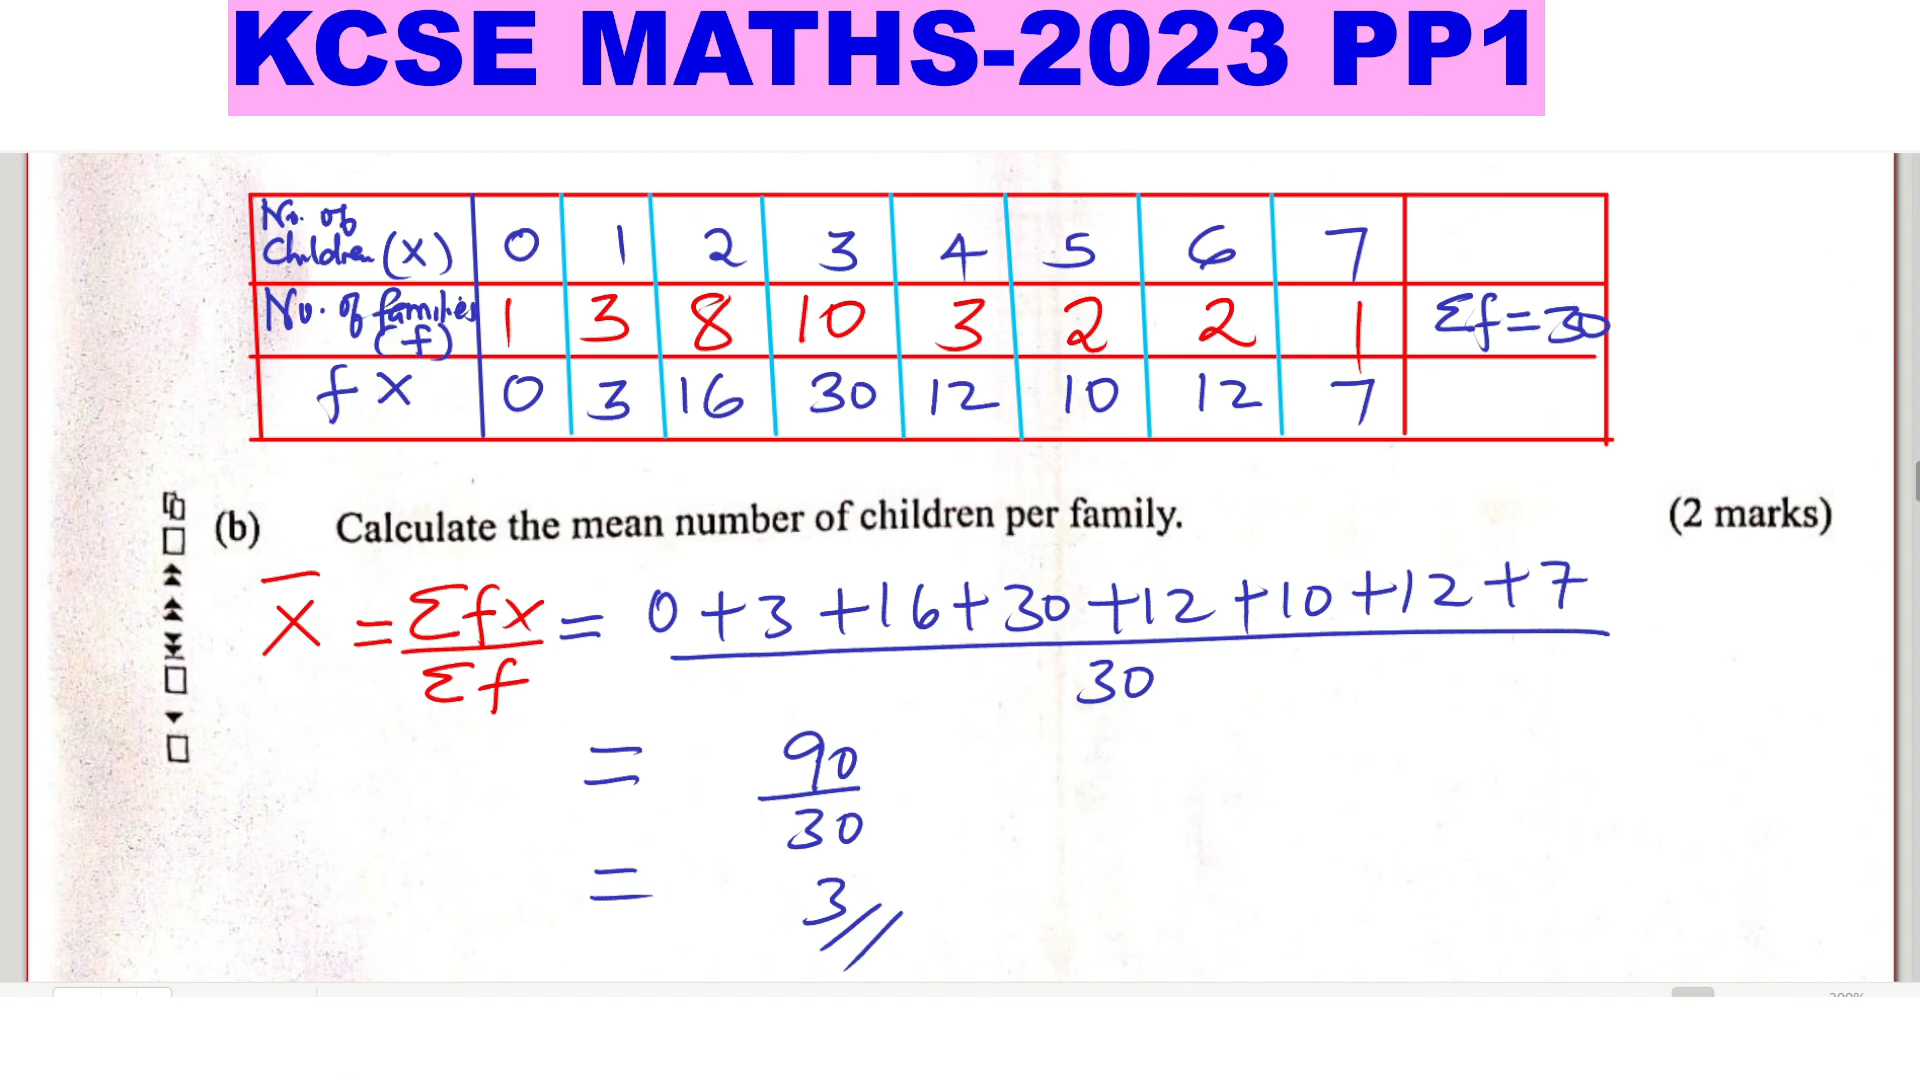 KCSE MATHS-2023 PP1
No. of
Children (x) 0 1 2 3 4 5 6 7
No. of families 1 3 8 10 3 2 2 1 Σf=30
(f)
fx 0 3 16 30 12 10 12 7
(b) Calculate the mean number of children per family. (2 marks)
x̄ = Σfx/Σf = 0+3+16+30+12+10+12+7
30
= 90
30
= 3//